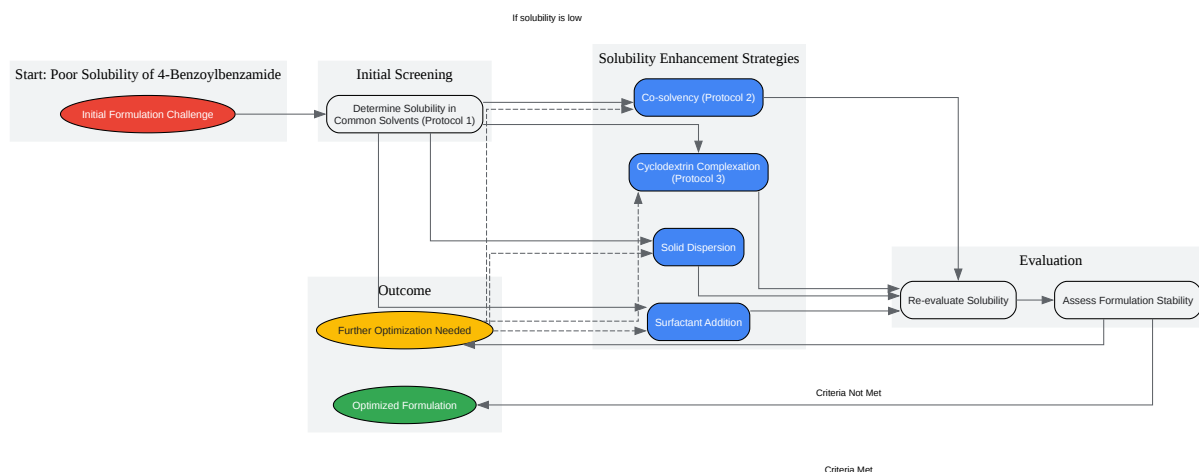 If solubility is low
Start: Poor Solubility of 4-Benzoylbenzamide
Initial Formulation Challenge
Initial Screening
Determine Solubility in
Common Solvents (Protocol 1)
Solubility Enhancement Strategies
Co-solvency (Protocol 2)
Cyclodextrin Complexation
(Protocol 3)
Solid Dispersion
Surfactant Addition
Evaluation
Re-evaluate Solubility
Assess Formulation Stability
Outcome
Further Optimization Needed
Optimized Formulation
Criteria Not Met
Criteria Met